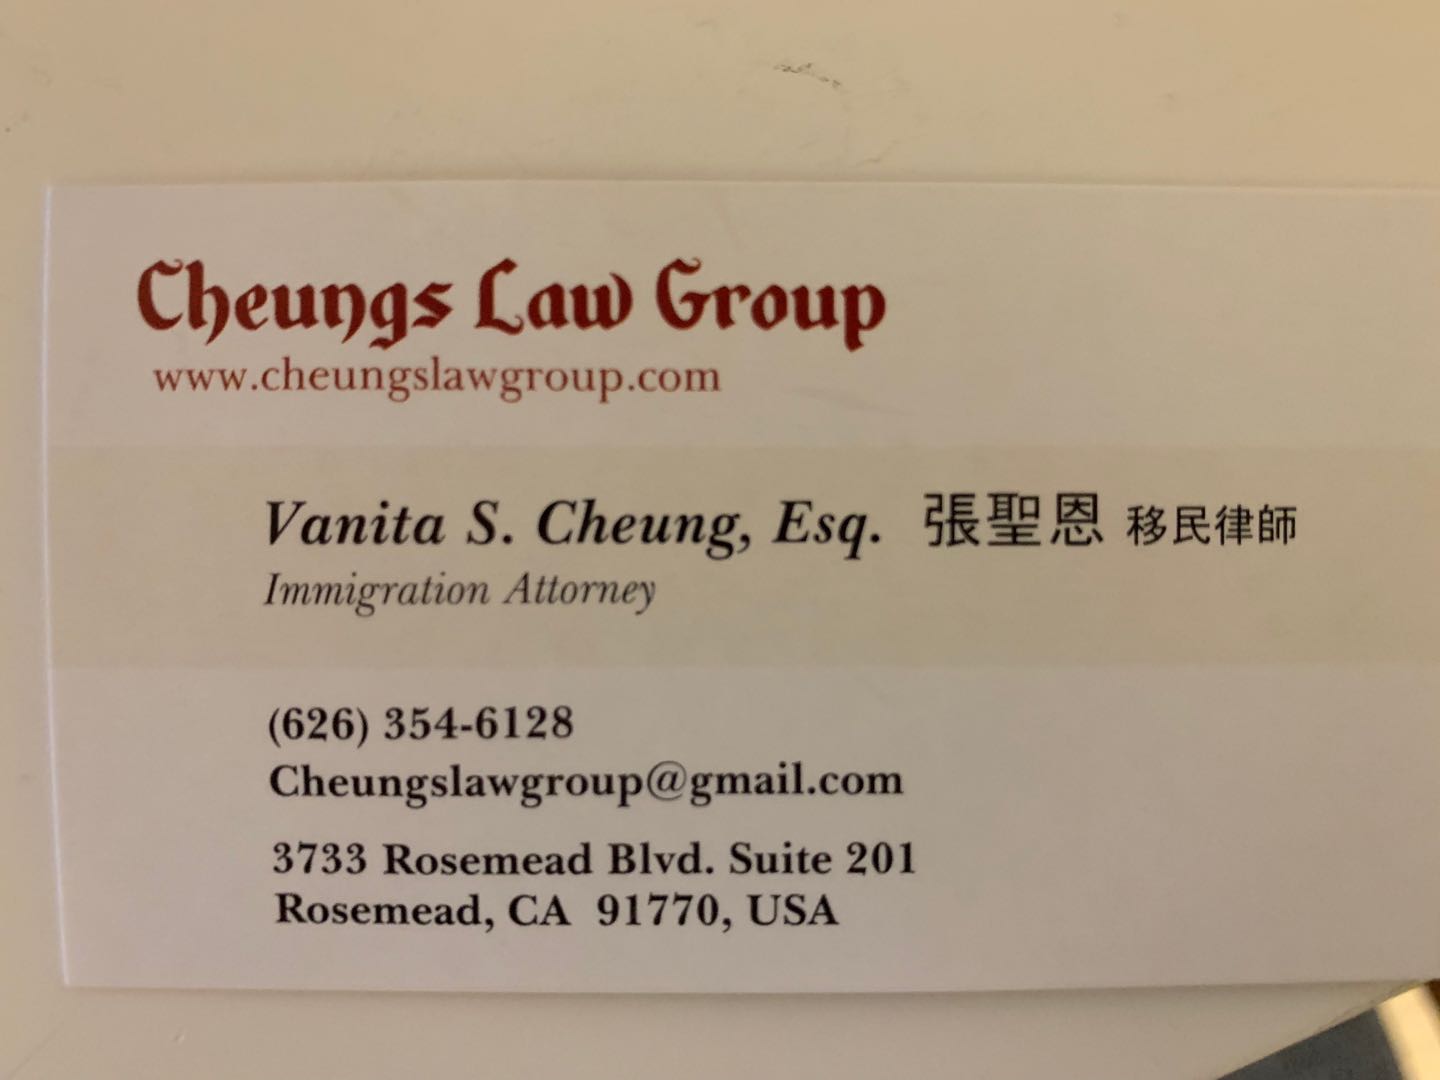 Cheungs Law Group
www.cheungslawgroup.com
Vanita S. Cheung, Esq. 張聖恩 移民律師
Immigration Attorney
(626) 354-6128
Cheungslawgroup@gmail.com
3733 Rosemead Blvd. Suite 201
Rosemead, CA 91770, USA